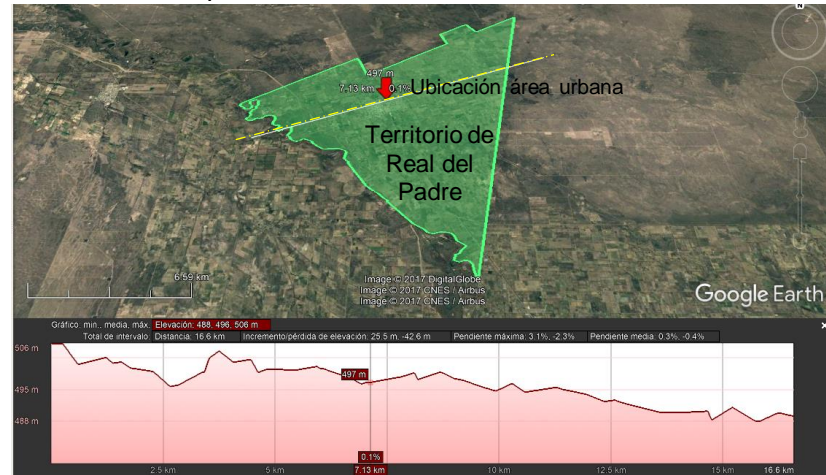 N
497 m
7.13 km 0.1%
Ubicación área urbana
Territorio de
Real del
Padre
6.59 km
Image © 2017 DigitalGlobe
Image © 2017 CNES / Airbus
Image © 2017 CNES / Airbus
Google Earth
Gráfico: mín., media, máx. Elevación: 488, 496, 506 m
Total de intervalo: Distancia: 16.6 km Incremento/pérdida de elevación: 25.5 m, -42.6 m Pendiente máxima: 3.1%, -2.3% Pendiente media: 0.3%, -0.4%
506 m
497 m
495 m
488 m
0.1%
2.5 km 5 km 7.13 km 10 km 12.5 km 15 km 16.6 km